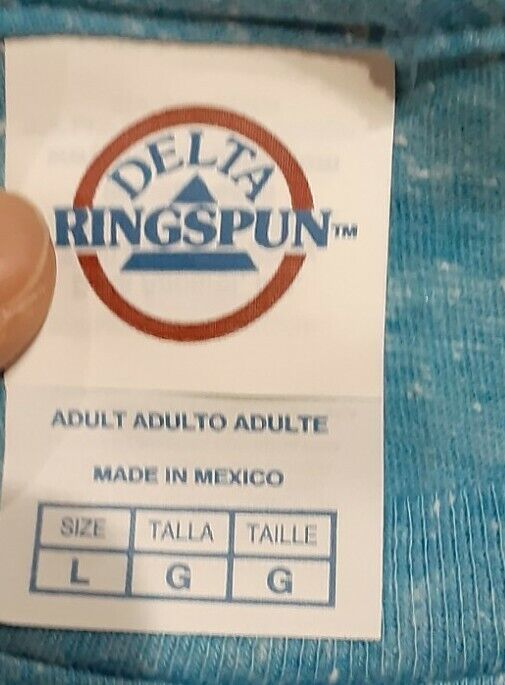 DELTA
RINGSPUN™
ADULT ADULTO ADULTE
MADE IN MEXICO
SIZE TALLA TAILLE
L G G